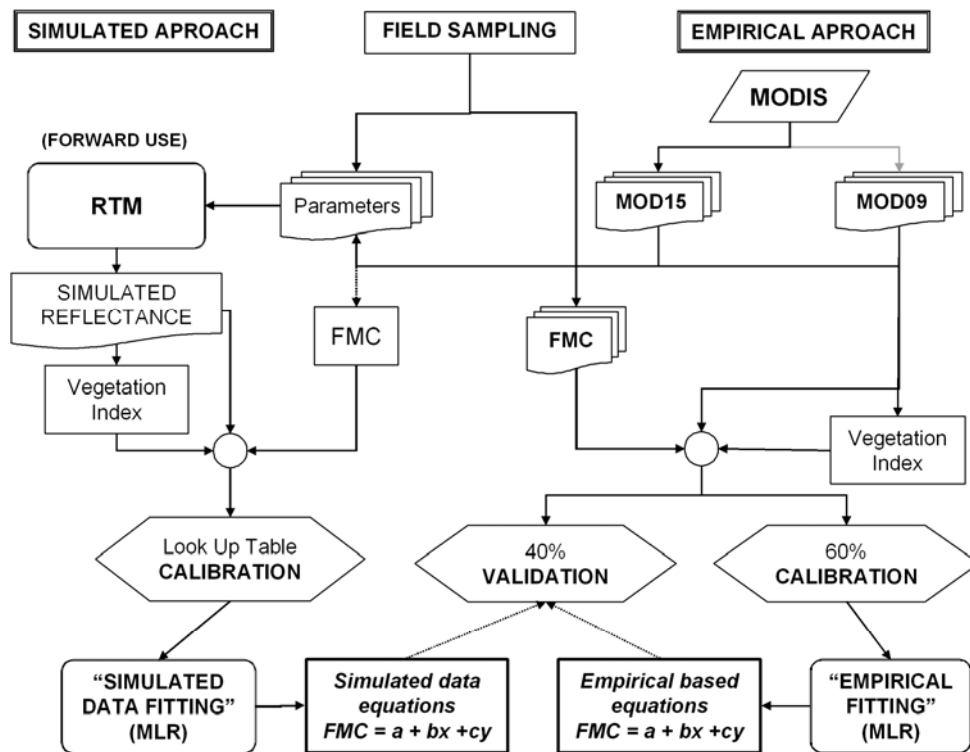 SIMULATED APROACH
FIELD SAMPLING
EMPIRICAL APROACH
MODIS
(FORWARD USE)
RTM
Parameters
MOD15
MOD09
SIMULATED
REFLECTANCE
FMC
FMC
Vegetation
Index
Vegetation
Index
Look Up Table
CALIBRATION
40%
VALIDATION
60%
CALIBRATION
“SIMULATED
DATA FITTING”
(MLR)
Simulated data
equations
FMC = a + bx +cy
Empirical based
equations
FMC = a + bx +cy
“EMPIRICAL
FITTING”
(MLR)